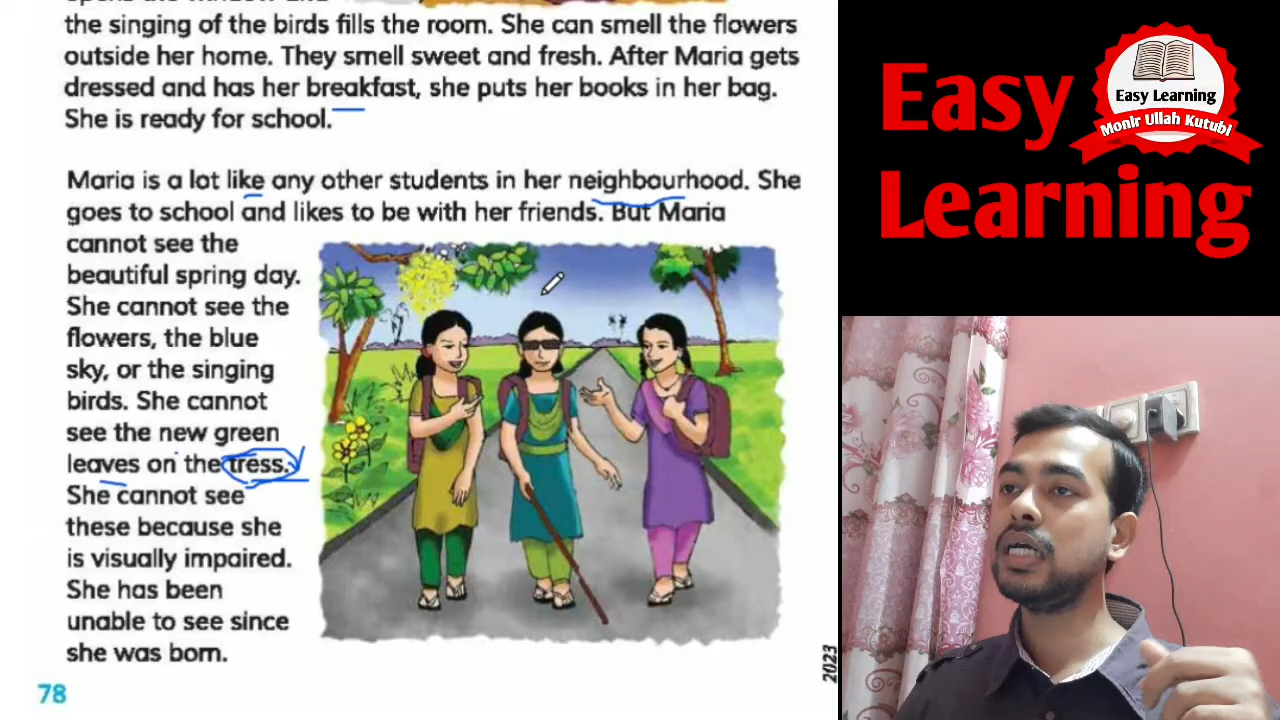 the singing of the birds fills the room. She can smell the flowers
outside her home. They smell sweet and fresh. After Maria gets
dressed and has her breakfast, she puts her books in her bag.
She is ready for school.
Maria is a lot like any other students in her neighbourhood. She
goes to school and likes to be with her friends. But Maria
cannot see the
beautiful spring day.
She cannot see the
flowers, the blue
sky, or the singing
birds. She cannot
see the new green
leaves on the tress.
She cannot see
these because she
is visually impaired.
She has been
unable to see since
she was born.
78
2023
Easy
Learning
Easy Learning
Monir Ullah Kutubi